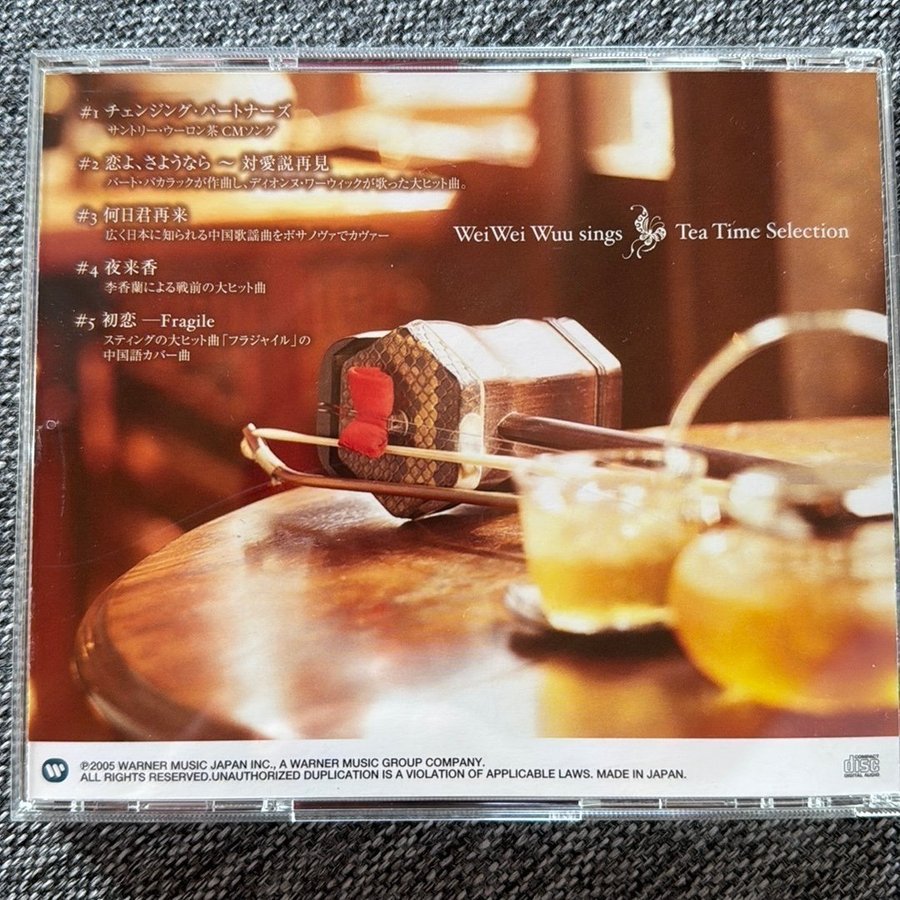 #1 チェンジング・パートナーズ
サントリー・ウーロン茶 CMソング
#2 恋よ、さようなら ～ 対愛説再見
バート・バカラックが作曲し、ディオンヌ・ワーウィックが歌った大ヒット曲。
#3 何日君再来
広く日本に知られる中国歌謡曲をボサノヴァでカヴァー
#4 夜来香
李香蘭による戦前の大ヒット曲
#5 初恋 —Fragile
スティングの大ヒット曲「フラジャイル」の
中国語カバー曲
WeiWei Wuu sings Tea Time Selection
℗2005 WARNER MUSIC JAPAN INC., A WARNER MUSIC GROUP COMPANY.
ALL RIGHTS RESERVED.UNAUTHORIZED DUPLICATION IS A VIOLATION OF APPLICABLE LAWS. MADE IN JAPAN.
COMPACT
disc
DIGITAL AUDIO